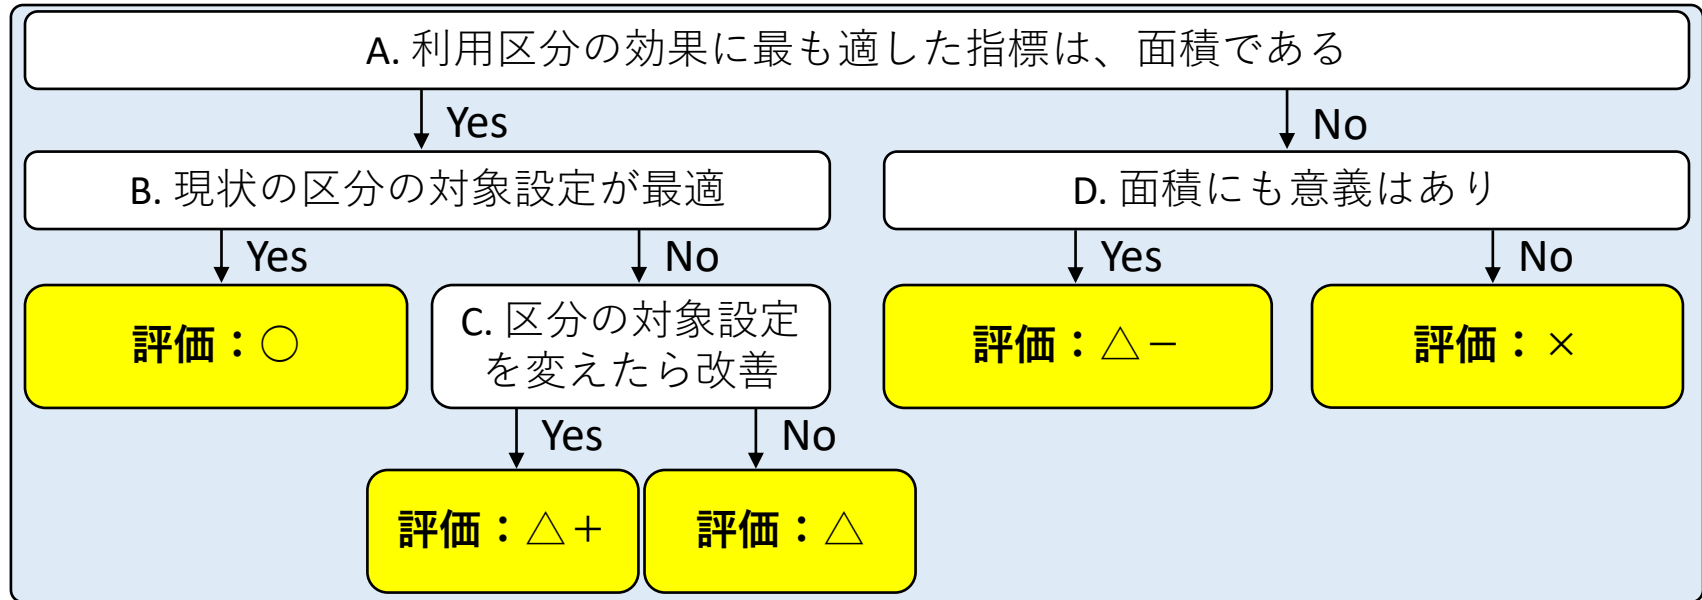 A. 利用区分の効果に最も適した指標は、面積である
Yes
No
B. 現状の区分の対象設定が最適
D. 面積にも意義はあり
Yes
No
Yes
No
評価：○
C. 区分の対象設定
を変えたら改善
評価：△－
評価：×
Yes
No
評価：△＋
評価：△